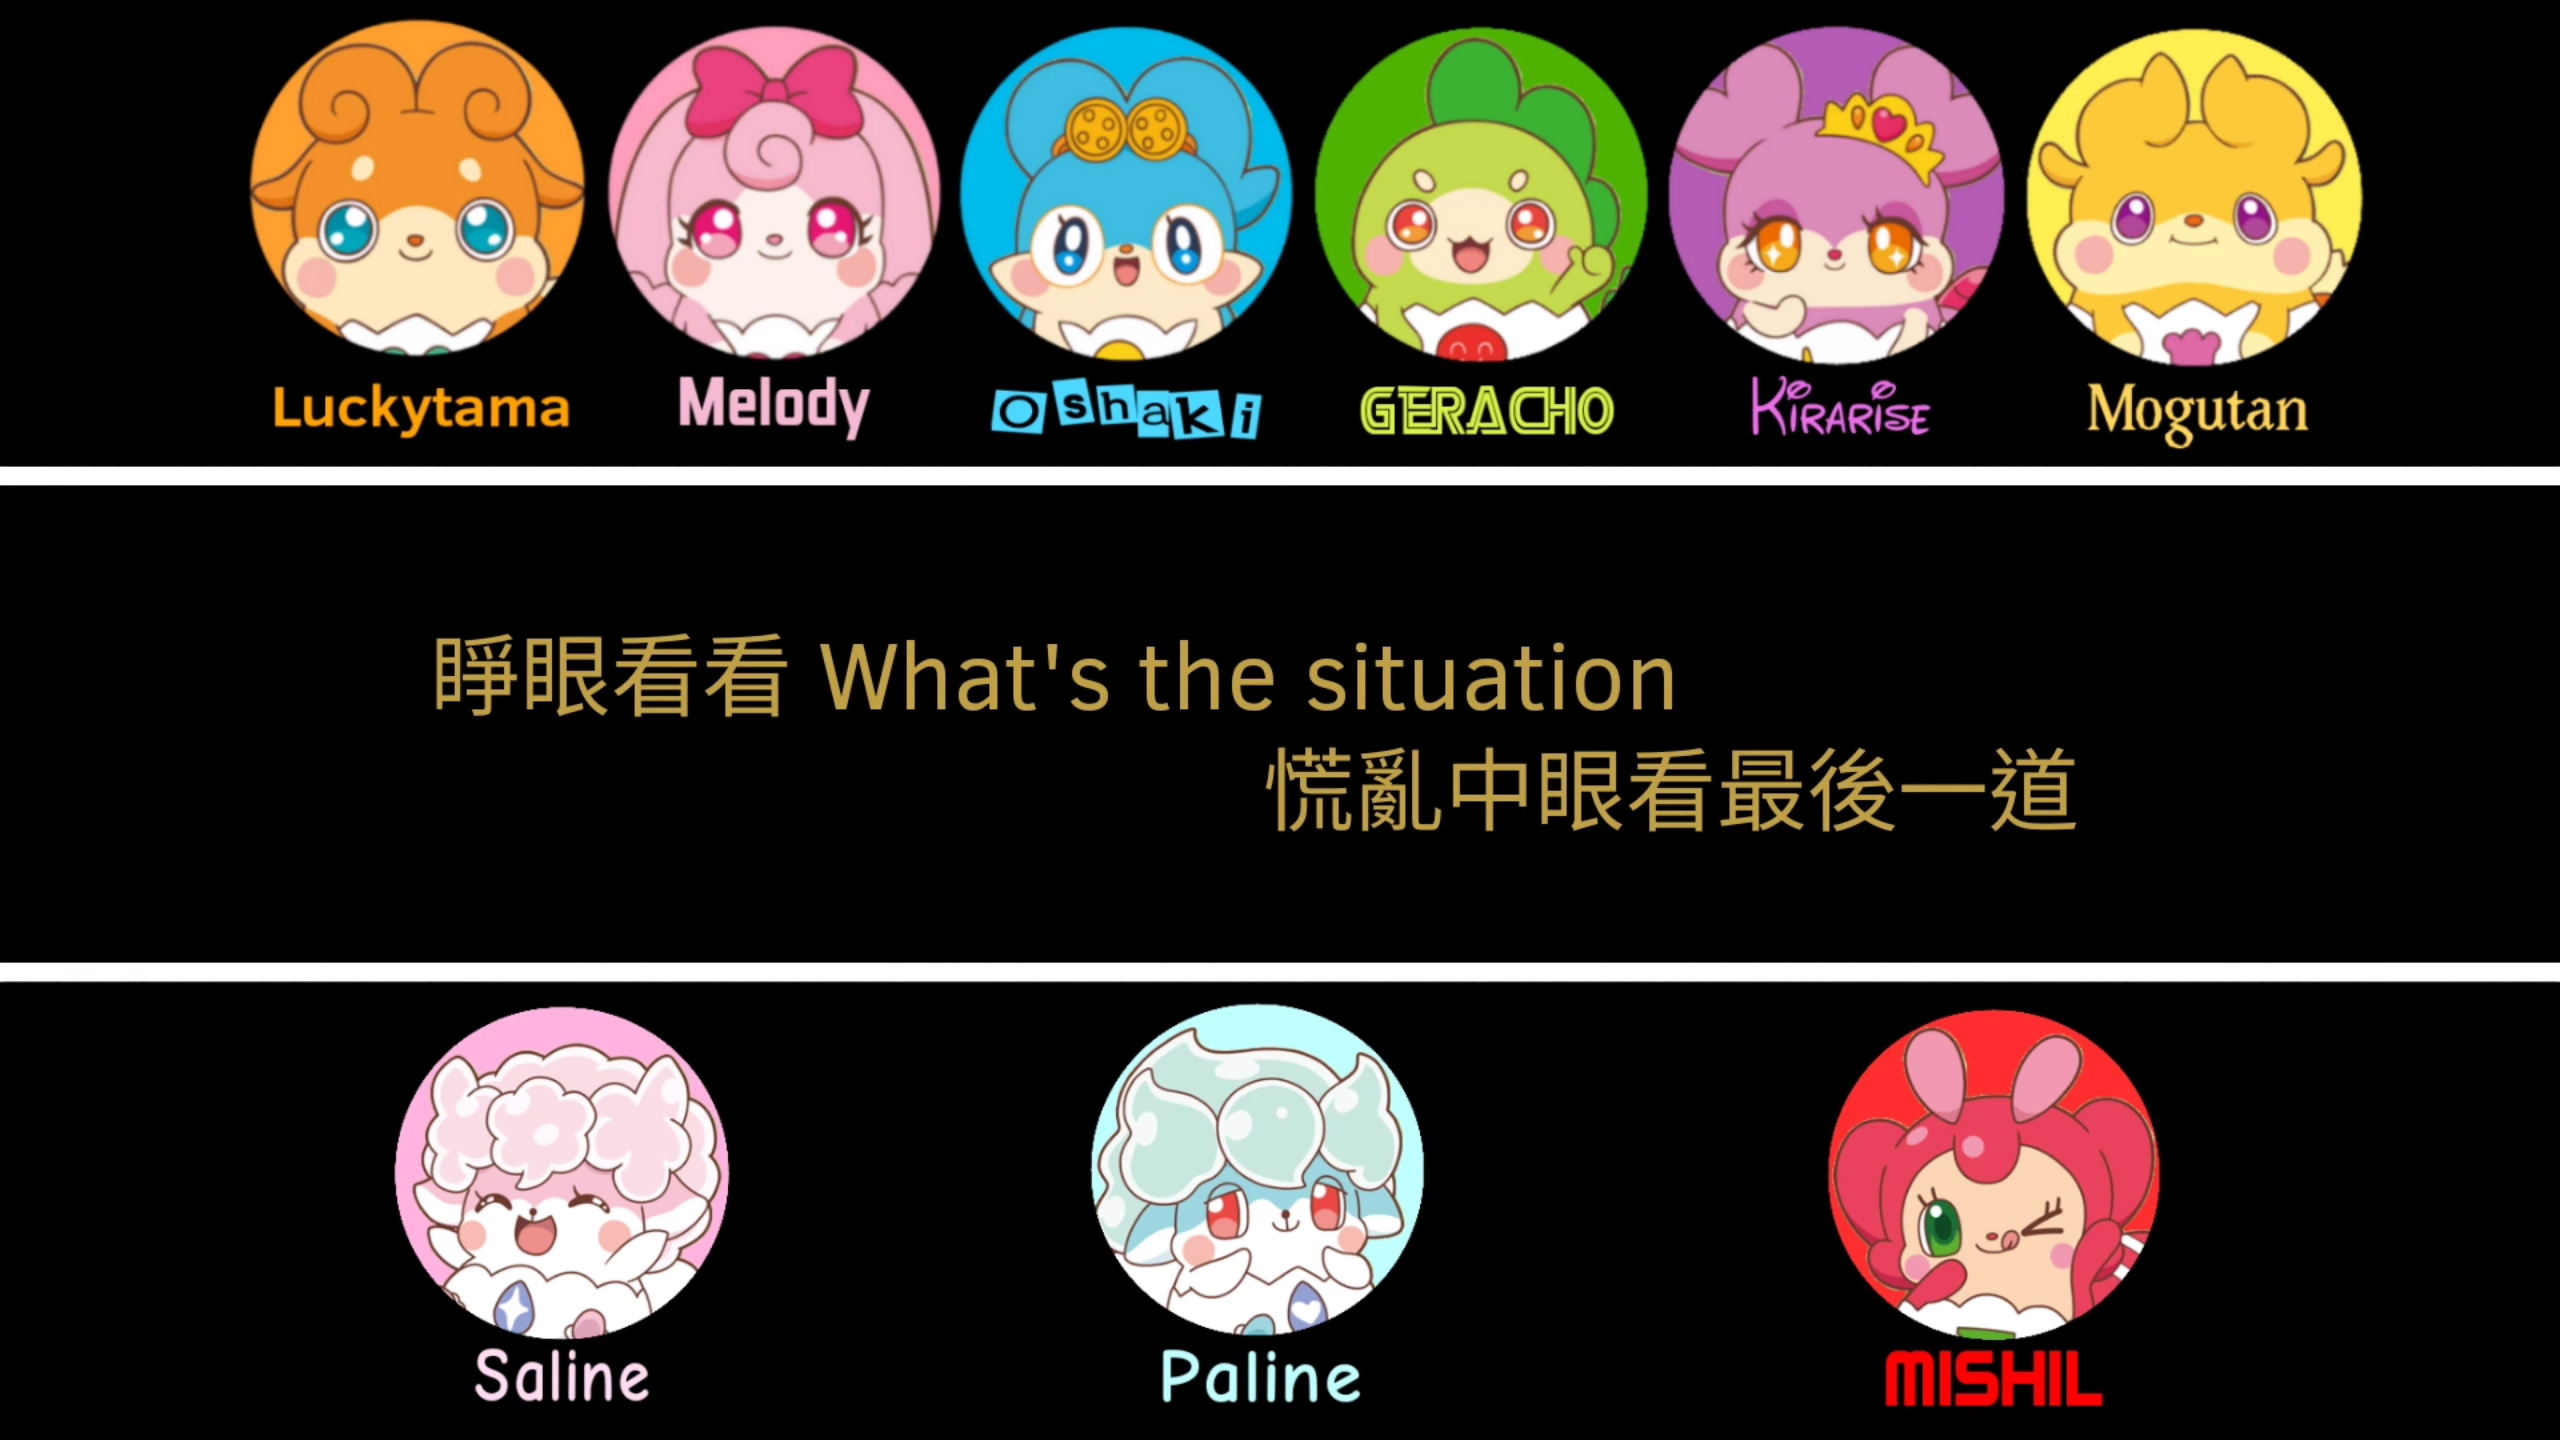 Luckytama
Melody
Oshaki
GERACHO
KIRARISE
Mogutan
睜眼看看 What's the situation
慌亂中眼看最後一道
Saline
Paline
MISHIL